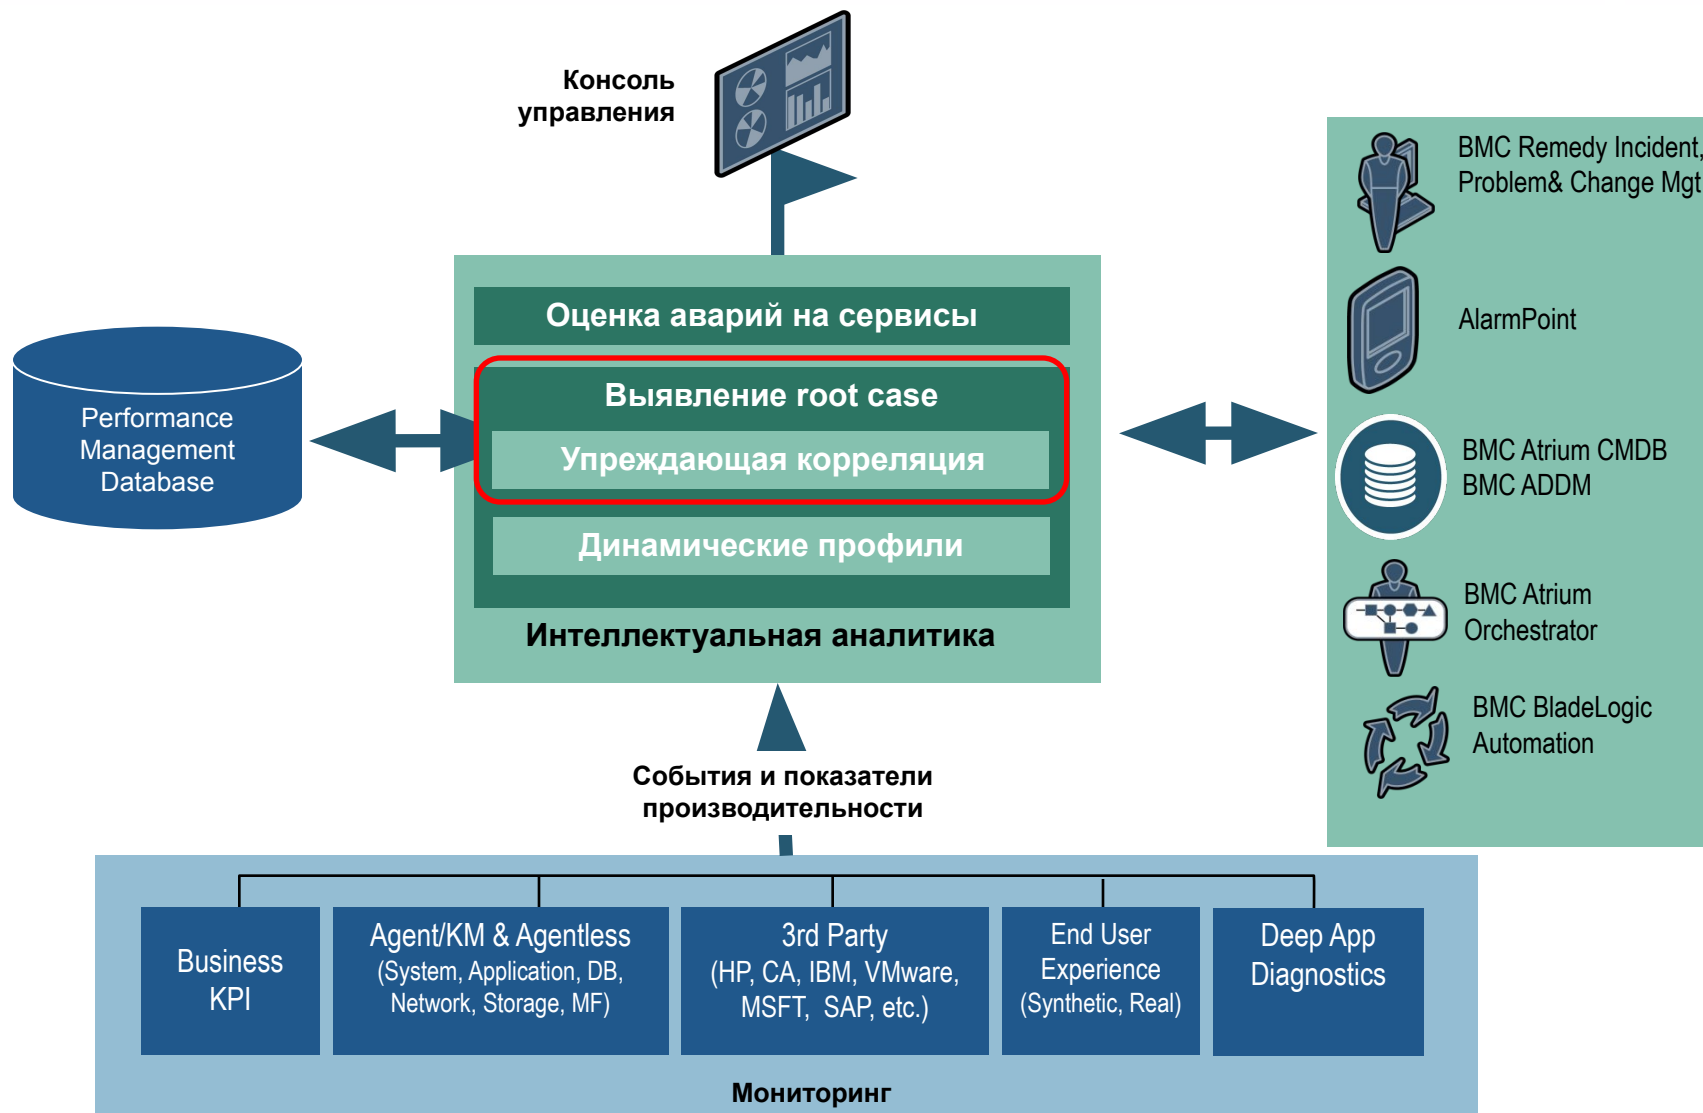 Консоль
управления
BMC Remedy Incident,
Problem& Change Mgt
AlarmPoint
BMC Atrium CMDB
BMC ADDM
BMC Atrium
Orchestrator
BMC BladeLogic
Automation
Оценка аварий на сервисы
Выявление root case
Упреждающая корреляция
Динамические профили
Интеллектуальная аналитика
Performance
Management
Database
События и показатели
производительности
Business
KPI
Agent/KM & Agentless
(System, Application, DB,
Network, Storage, MF)
3rd Party
(HP, CA, IBM, VMware,
MSFT, SAP, etc.)
End User
Experience
(Synthetic, Real)
Deep App
Diagnostics
Мониторинг